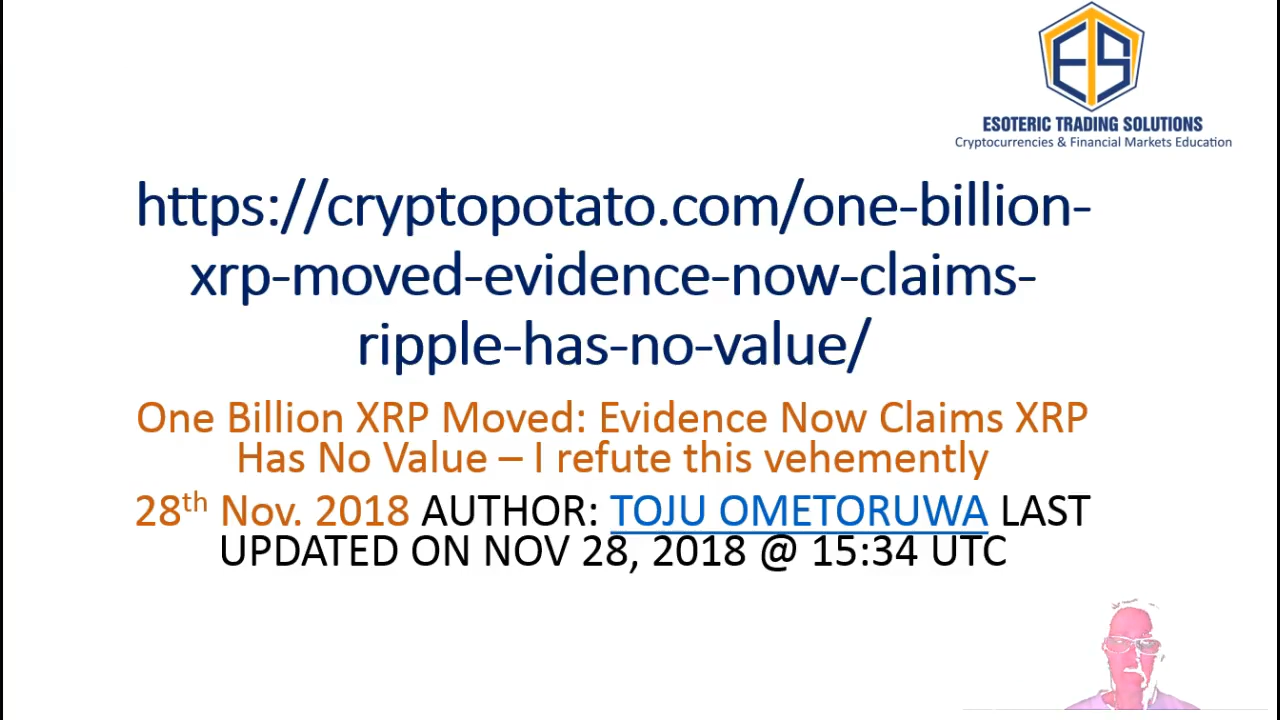 ESOTERIC TRADING SOLUTIONS
Cryptocurrencies & Financial Markets Education
https://cryptopotato.com/one-billion-
xrp-moved-evidence-now-claims-
ripple-has-no-value/
One Billion XRP Moved: Evidence Now Claims XRP
Has No Value – I refute this vehemently
28th Nov. 2018 AUTHOR: TOJU OMETORUWA LAST
UPDATED ON NOV 28, 2018 @ 15:34 UTC